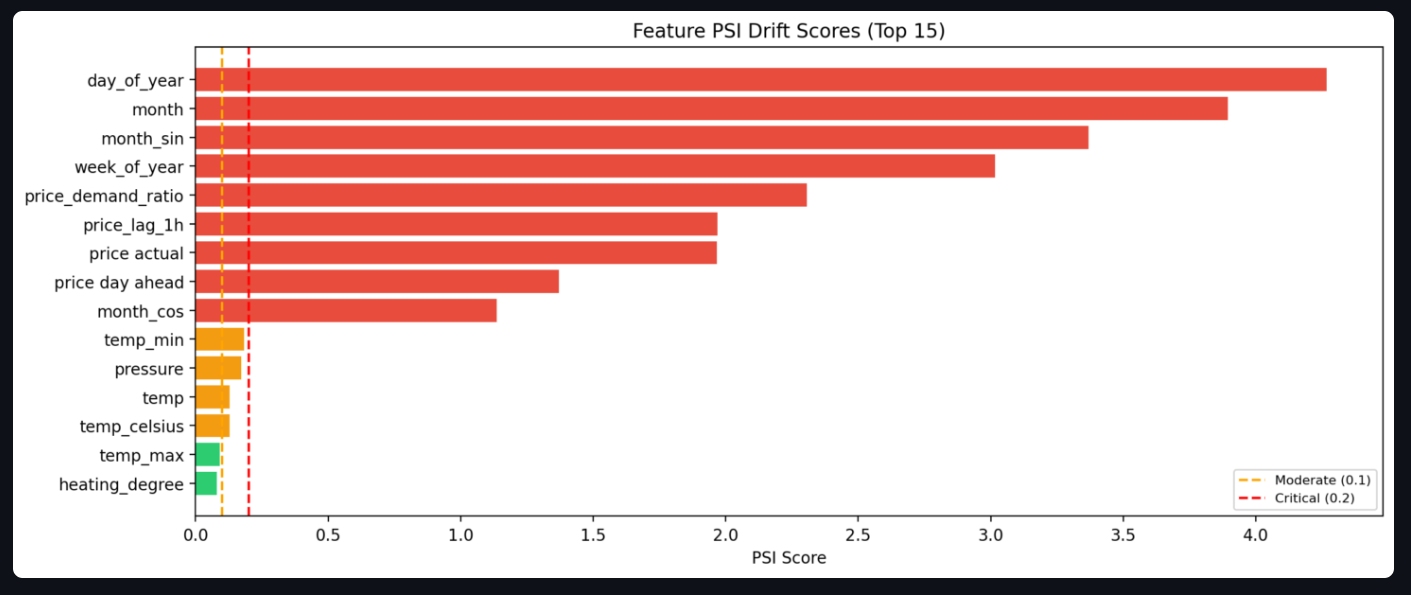 Feature PSI Drift Scores (Top 15)
day_of_year
month
month_sin
week_of_year
price_demand_ratio
price_lag_1h
price actual
price day ahead
month_cos
temp_min
pressure
temp
temp_celsius
temp_max
heating_degree
Moderate (0.1)
Critical (0.2)
0.0 0.5 1.0 1.5 2.0 2.5 3.0 3.5 4.0
PSI Score